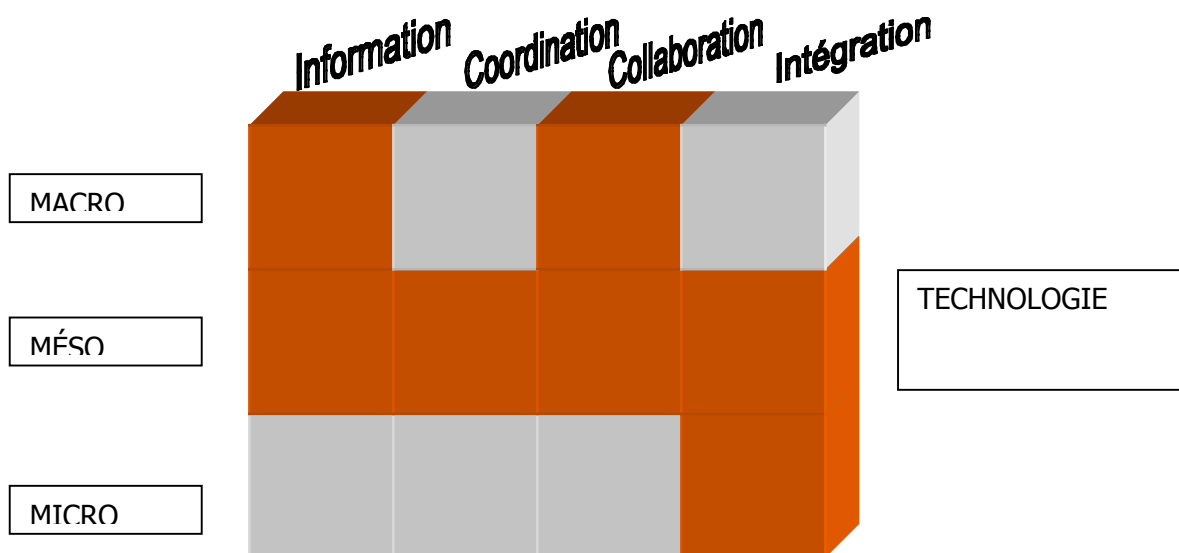 Information Coordination Collaboration Intégration
MACRO
TECHNOLOGIE
MÉSO
MICRO